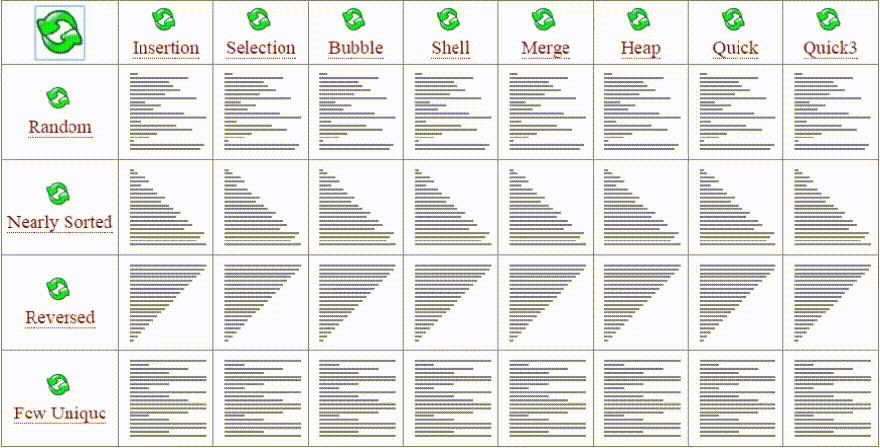 Insertion Selection Bubble Shell Merge Heap Quick Quick3
Random
Nearly Sorted
Reversed
Few Unique